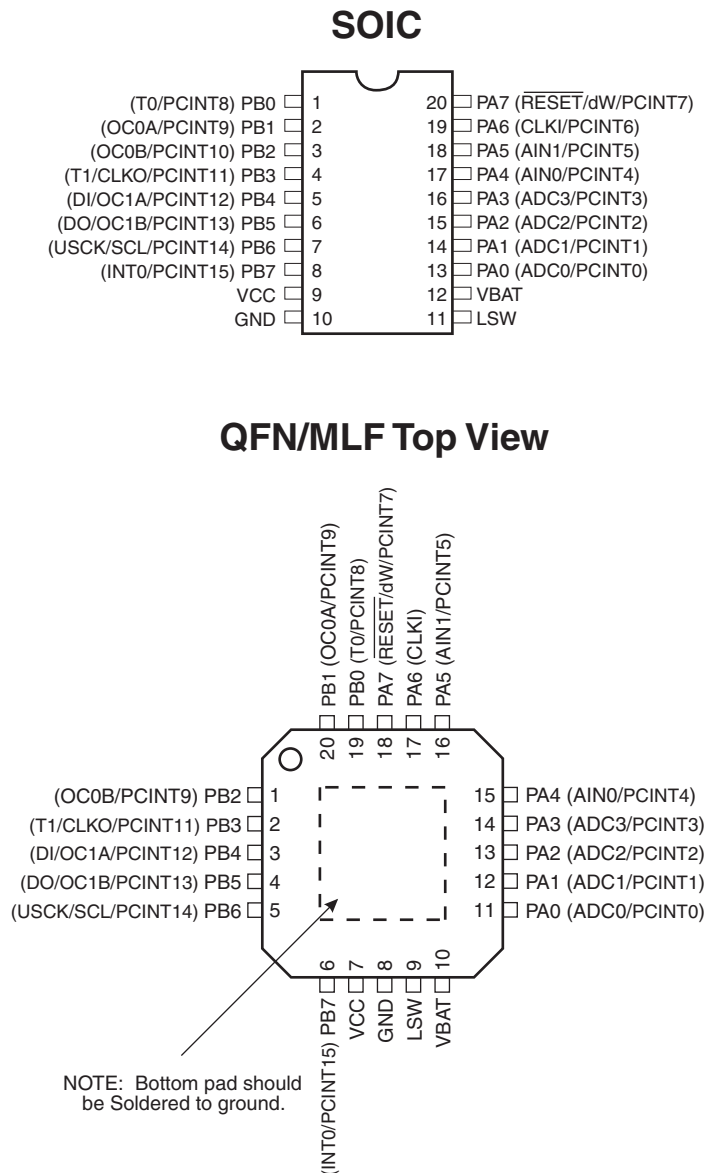 SOIC
(T0/PCINT8) PB0 1 20 PA7 (RESET/dW/PCINT7)
(OC0A/PCINT9) PB1 2 19 PA6 (CLKI/PCINT6)
(OC0B/PCINT10) PB2 3 18 PA5 (AIN1/PCINT5)
(T1/CLKO/PCINT11) PB3 4 17 PA4 (AIN0/PCINT4)
(DI/OC1A/PCINT12) PB4 5 16 PA3 (ADC3/PCINT3)
(DO/OC1B/PCINT13) PB5 6 15 PA2 (ADC2/PCINT2)
(USCK/SCL/PCINT14) PB6 7 14 PA1 (ADC1/PCINT1)
(INT0/PCINT15) PB7 8 13 PA0 (ADC0/PCINT0)
VCC 9 12 VBAT
GND 10 11 LSW
QFN/MLF Top View
PB1 (OC0A/PCINT9)
PB0 (T0/PCINT8)
PA7 (RESET/dW/PCINT7)
PA6 (CLKI)
PA5 (AIN1/PCINT5)
20 19 18 17 16
(OC0B/PCINT9) PB2 1 15 PA4 (AIN0/PCINT4)
(T1/CLKO/PCINT11) PB3 2 14 PA3 (ADC3/PCINT3)
(DI/OC1A/PCINT12) PB4 3 13 PA2 (ADC2/PCINT2)
(DO/OC1B/PCINT13) PB5 4 12 PA1 (ADC1/PCINT1)
(USCK/SCL/PCINT14) PB6 5 11 PA0 (ADC0/PCINT0)
6 7 8 9 10
(INT0/PCINT15) PB7
VCC
GND
LSW
VBAT
NOTE: Bottom pad should
be Soldered to ground.